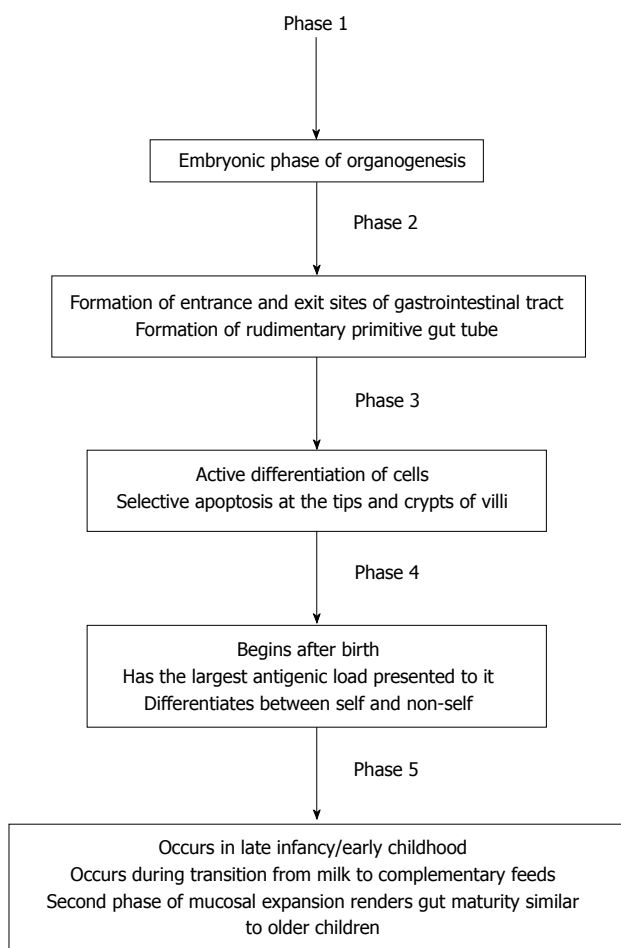 Phase 1
Embryonic phase of organogenesis
Phase 2
Formation of entrance and exit sites of gastrointestinal tract
Formation of rudimentary primitive gut tube
Phase 3
Active differentiation of cells
Selective apoptosis at the tips and crypts of villi
Phase 4
Begins after birth
Has the largest antigenic load presented to it
Differentiates between self and non-self
Phase 5
Occurs in late infancy/early childhood
Occurs during transition from milk to complementary feeds
Second phase of mucosal expansion renders gut maturity similar
to older children